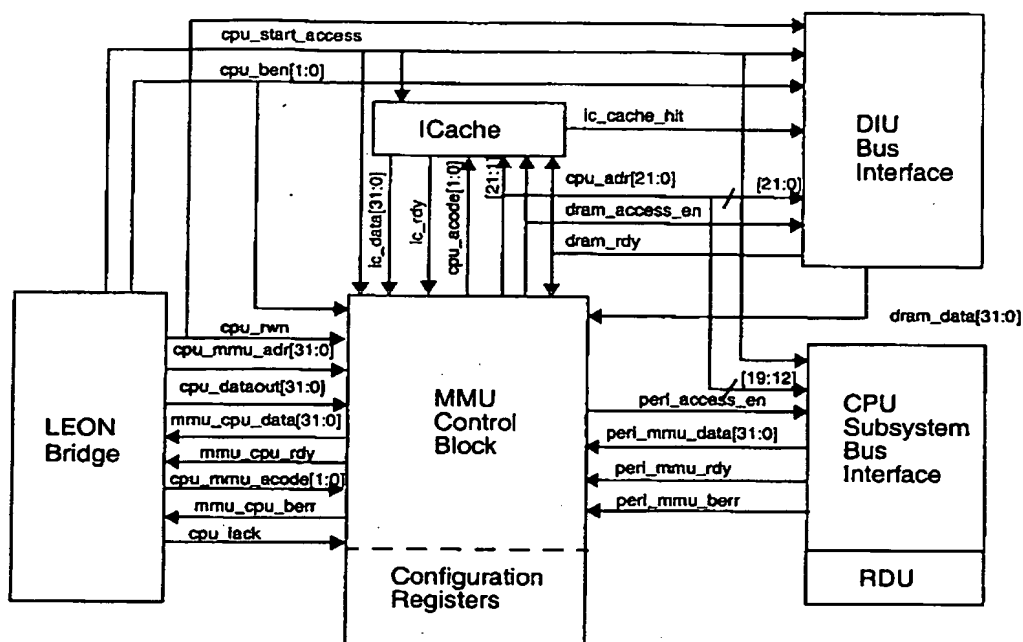 cpu_start_access
cpu_ben[1:0]
ICache
ic_cache_hit
DIU
Bus
Interface
ic_data[31:0]
ic_rdy
cpu_acode[1:0]
[21:1]
cpu_adr[21:0]
[21:0]
dram_access_en
dram_rdy
dram_data[31:0]
LEON
Bridge
cpu_rwn
cpu_mmu_adr[31:0]
cpu_dataout[31:0]
mmu_cpu_data[31:0]
mmu_cpu_rdy
cpu_mmu_acode[1:0]
mmu_cpu_berr
cpu_iack
MMU
Control
Block
Configuration
Registers
[19:12]
peri_access_en
peri_mmu_data[31:0]
peri_mmu_rdy
peri_mmu_berr
CPU
Subsystem
Bus
Interface
RDU